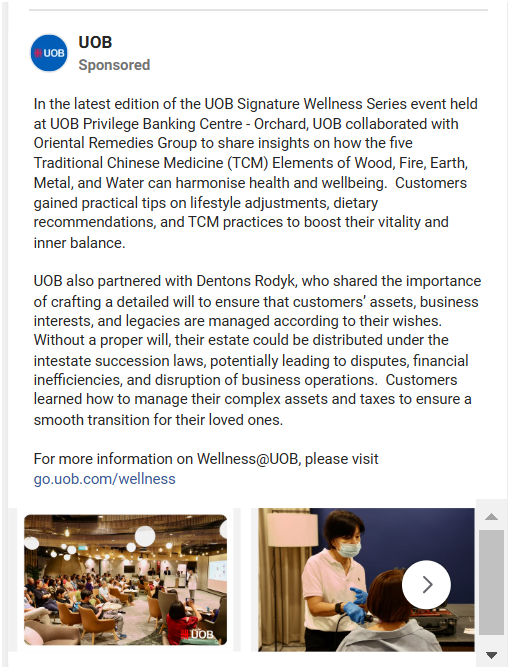 UOB
UOB
Sponsored
In the latest edition of the UOB Signature Wellness Series event held
at UOB Privilege Banking Centre - Orchard, UOB collaborated with
Oriental Remedies Group to share insights on how the five
Traditional Chinese Medicine (TCM) Elements of Wood, Fire, Earth,
Metal, and Water can harmonise health and wellbeing.  Customers
gained practical tips on lifestyle adjustments, dietary
recommendations, and TCM practices to boost their vitality and
inner balance.
UOB also partnered with Dentons Rodyk, who shared the importance
of crafting a detailed will to ensure that customers’ assets, business
interests, and legacies are managed according to their wishes.
Without a proper will, their estate could be distributed under the
intestate succession laws, potentially leading to disputes, financial
inefficiencies, and disruption of business operations.  Customers
learned how to manage their complex assets and taxes to ensure a
smooth transition for their loved ones.
For more information on Wellness@UOB, please visit
go.uob.com/wellness
UOB